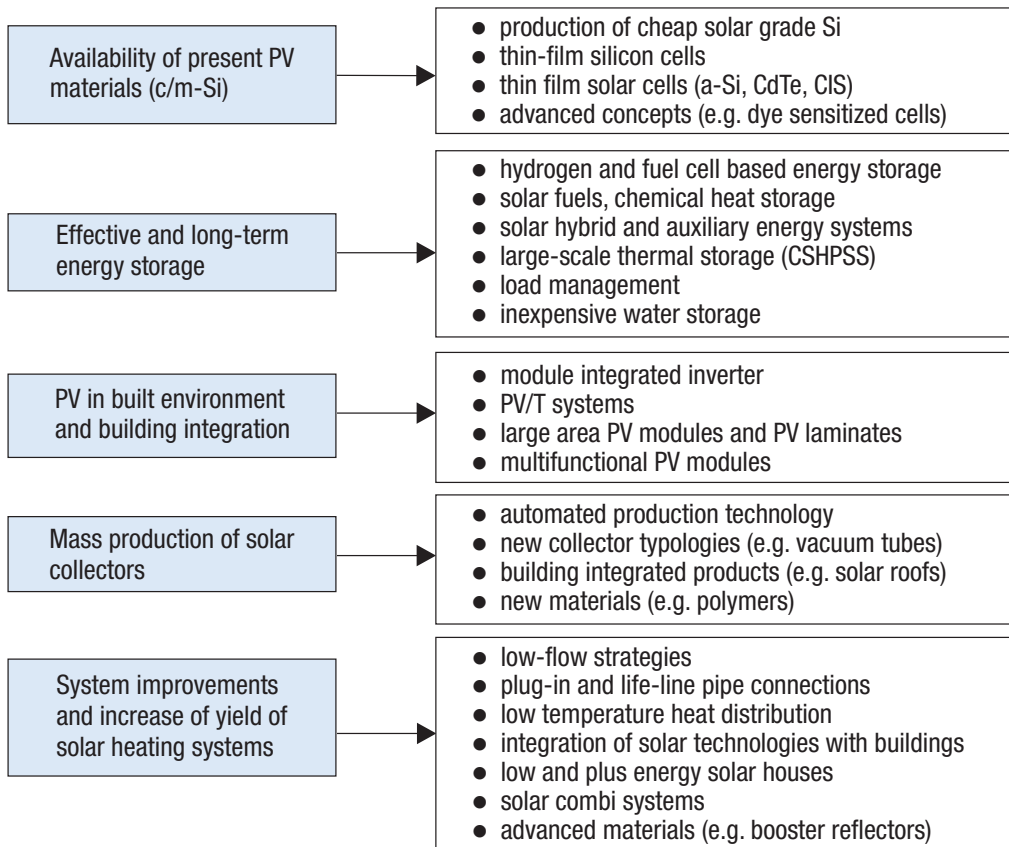 Availability of present PV
materials (c/m-Si)
● production of cheap solar grade Si
● thin-film silicon cells
● thin film solar cells (a-Si, CdTe, CIS)
● advanced concepts (e.g. dye sensitized cells)
Effective and long-term
energy storage
● hydrogen and fuel cell based energy storage
● solar fuels, chemical heat storage
● solar hybrid and auxiliary energy systems
● large-scale thermal storage (CSHPSS)
● load management
● inexpensive water storage
PV in built environment
and building integration
● module integrated inverter
● PV/T systems
● large area PV modules and PV laminates
● multifunctional PV modules
Mass production of solar
collectors
● automated production technology
● new collector typologies (e.g. vacuum tubes)
● building integrated products (e.g. solar roofs)
● new materials (e.g. polymers)
System improvements
and increase of yield of
solar heating systems
● low-flow strategies
● plug-in and life-line pipe connections
● low temperature heat distribution
● integration of solar technologies with buildings
● low and plus energy solar houses
● solar combi systems
● advanced materials (e.g. booster reflectors)